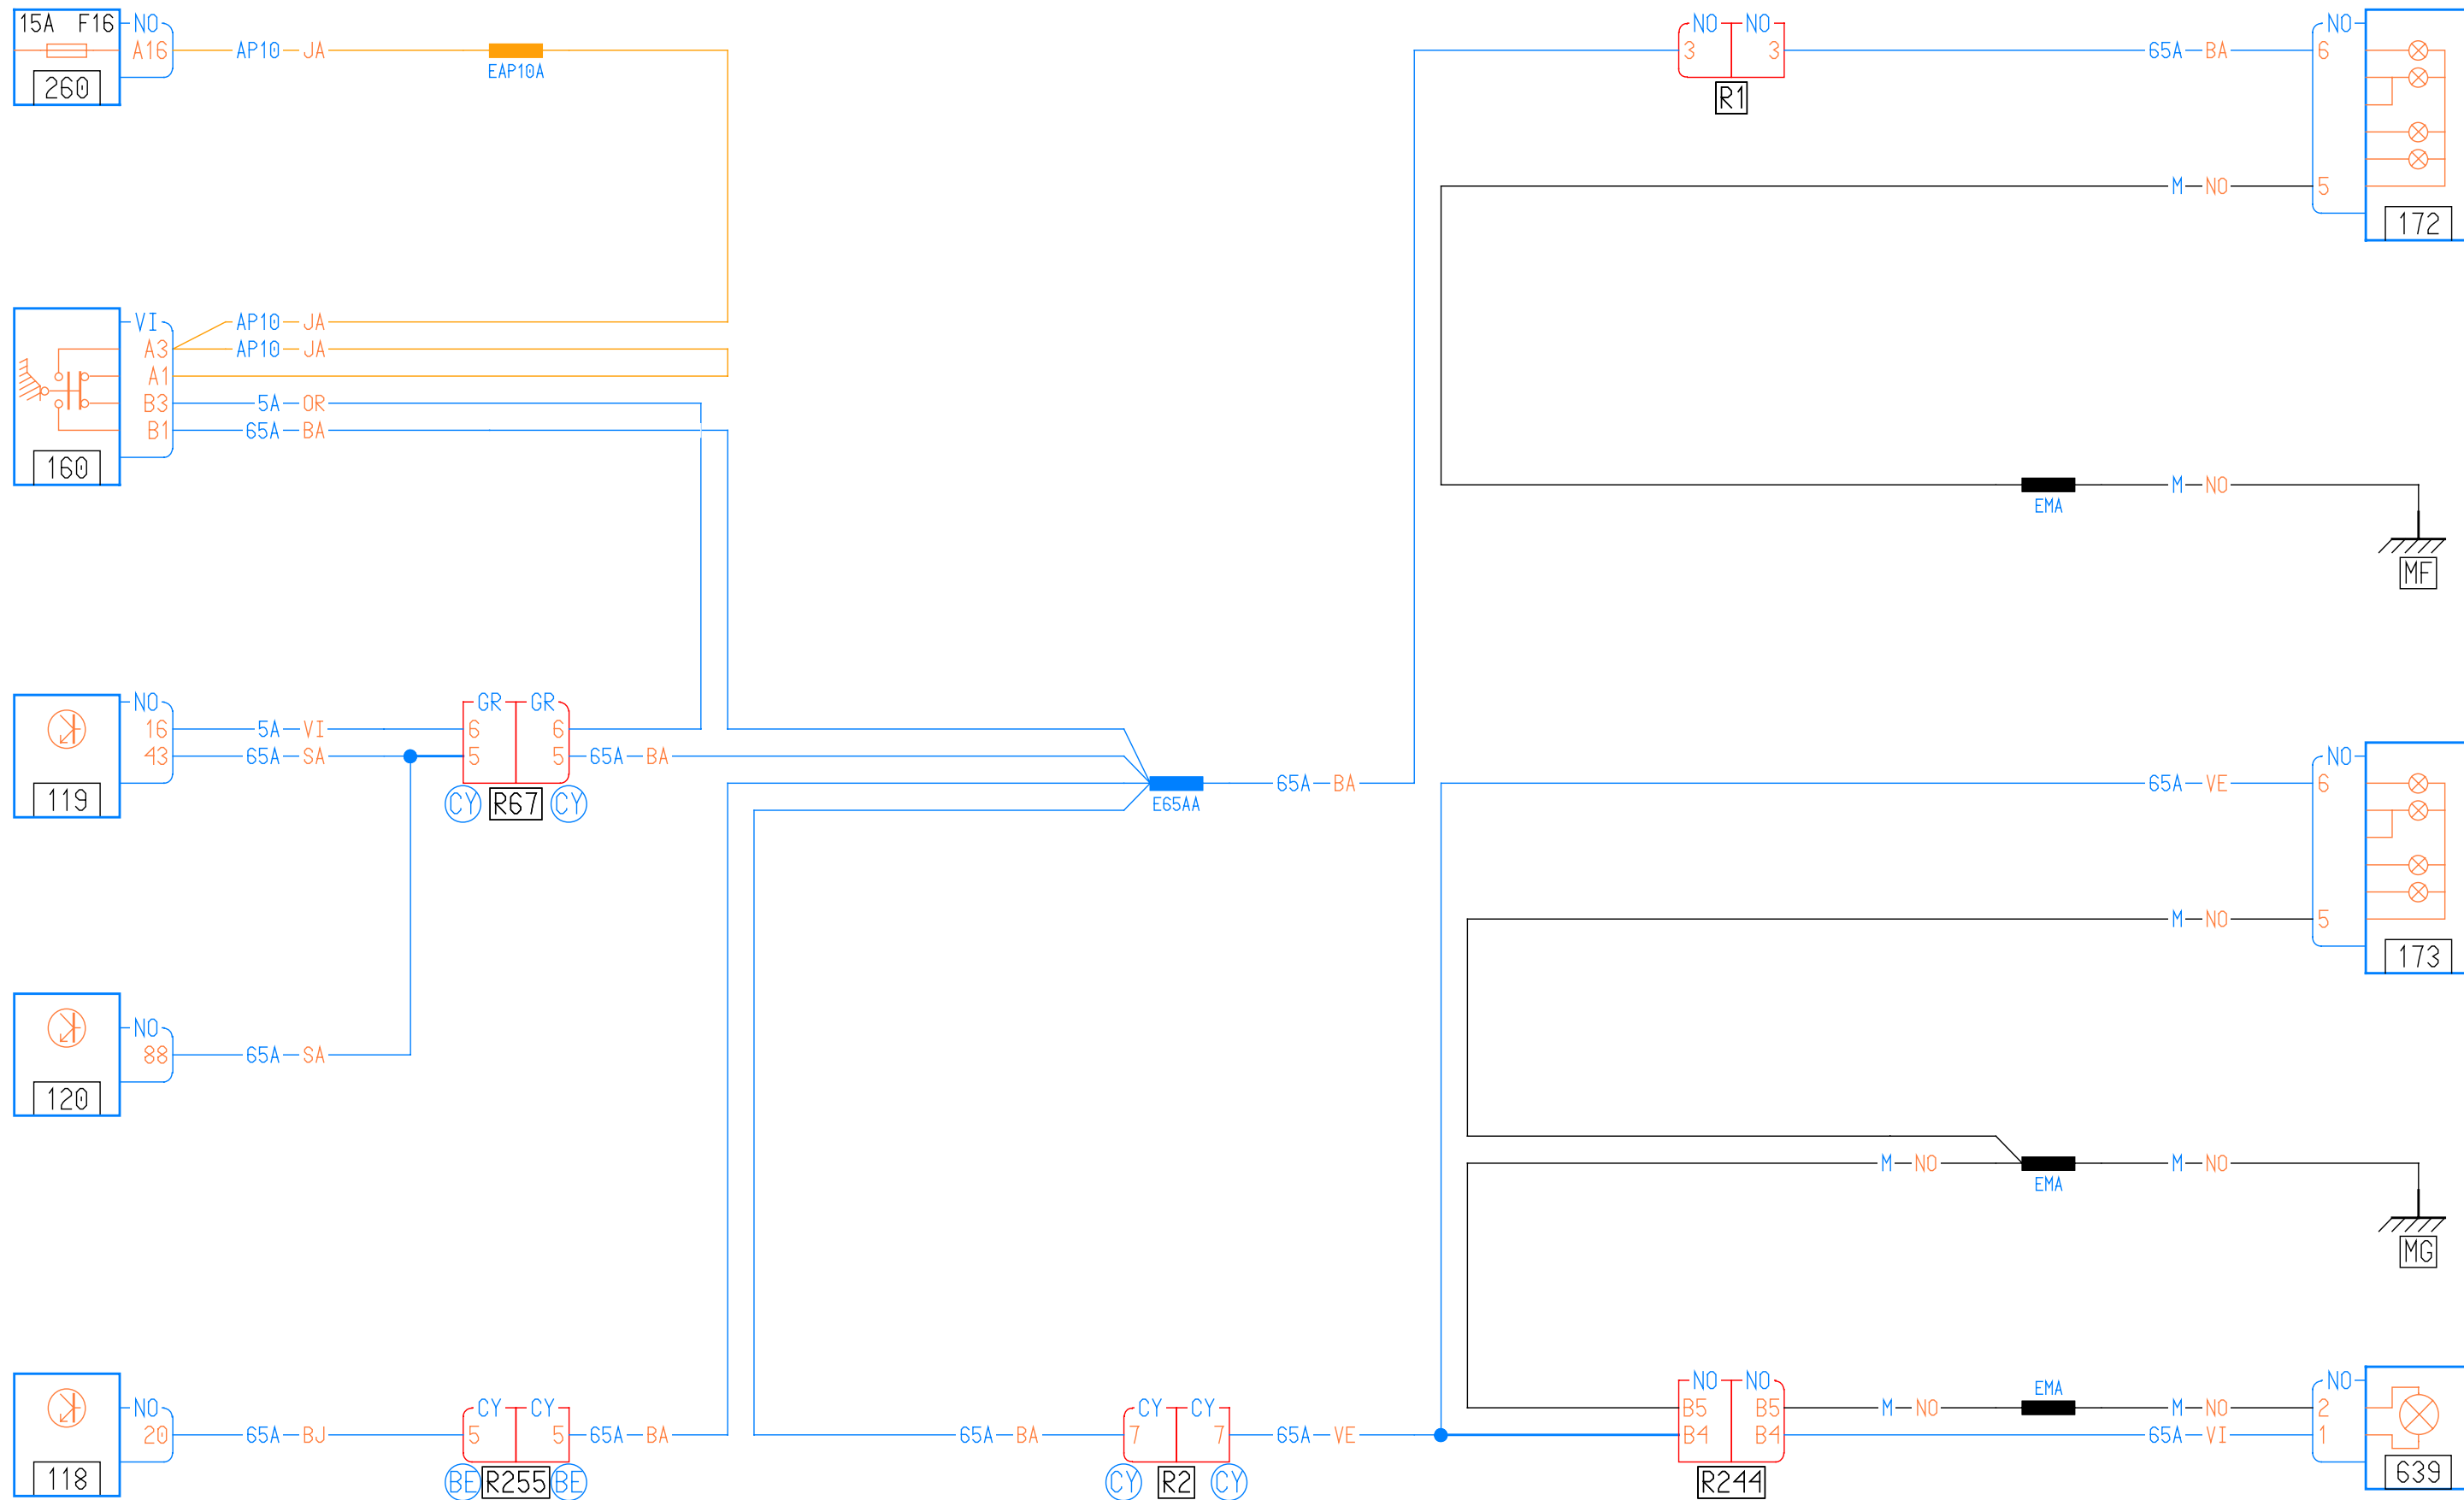 15A F16 NO
A16 AP10 JA
EAP10A
260
NO NO
3 3
R1
65A BA
NO
6
M NO
5
172
VI
AP10 JA
A3 AP10 JA
A1
B3 5A OR
B1 65A BA
160
M NO
EMA
MF
NO
16 5A VI
43 65A SA
119
GR GR
6 6
5 5 65A BA
CY R67 CY
E65AA
65A BA
NO
65A VE 6
M NO 5
173
NO
88 65A SA
120
M NO
EMA
M NO
MG
NO
20 65A BJ
118
CY CY
5 5 65A BA
BE R255 BE
65A BA
CY CY
7 7
CY R2 CY
65A VE
NO NO
B5 B5
B4 B4
R244
M NO
EMA
M NO
65A VI
NO
2
1
639